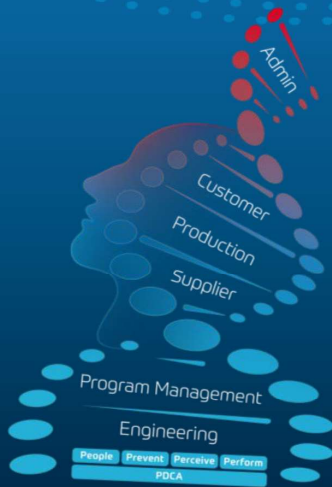 Admin
Customer
Production
Supplier
Program Management
Engineering
People Prevent Perceive Perform
PDCA